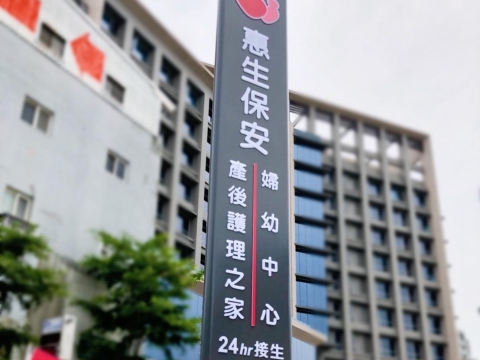 惠生保安
婦幼中心
產後護理之家
24hr接生